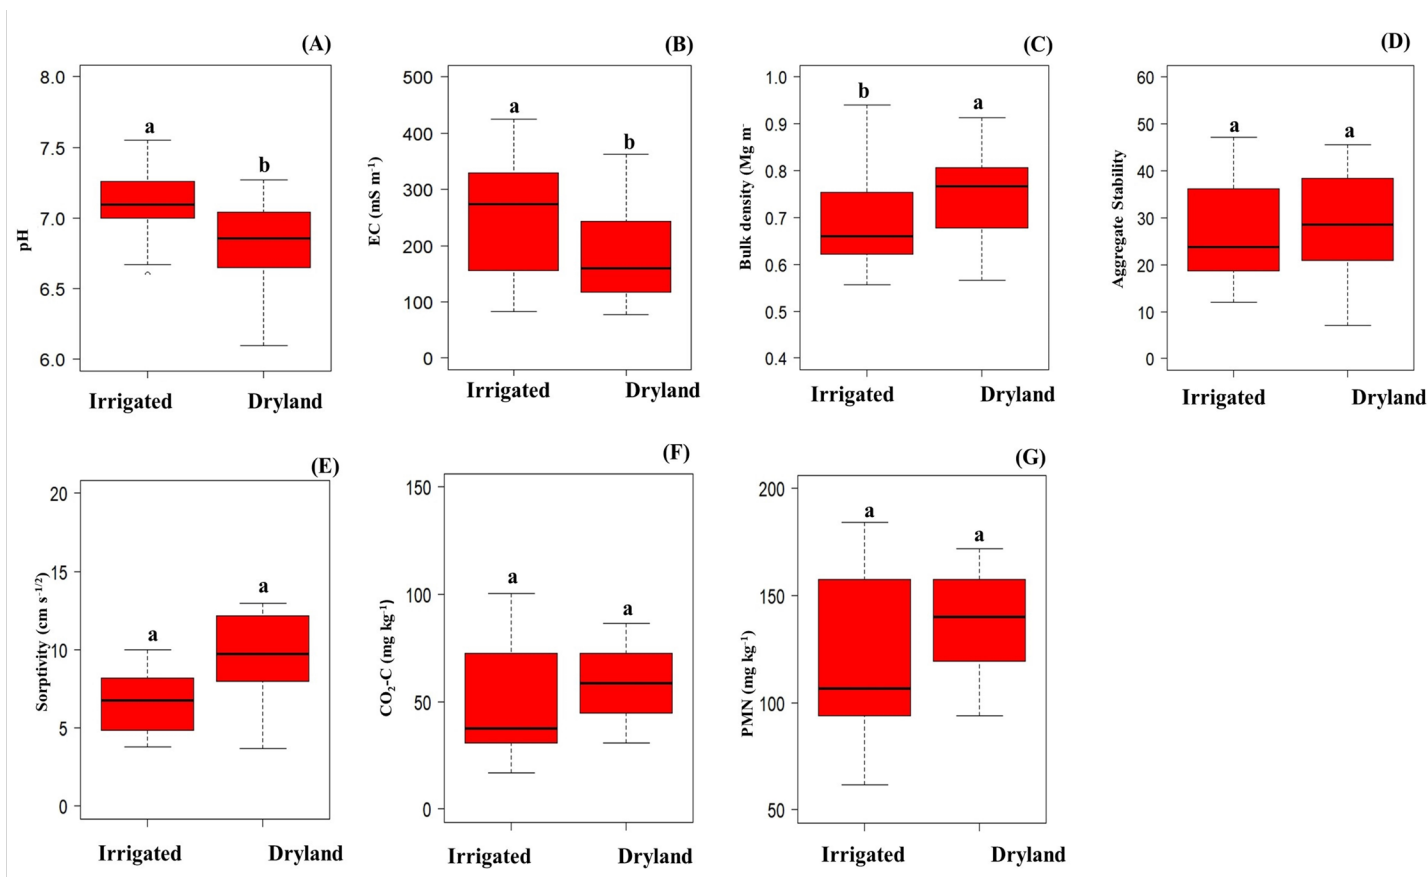 (A)
8.0
7.5
7.0
6.5
6.0
pH
a
b
Irrigated
Dryland
(B)
500
400
300
200
100
0
EC (mS m⁻¹)
a
b
Irrigated
Dryland
(C)
1.0
0.9
0.8
0.7
0.6
0.5
0.4
Bulk density (Mg m⁻
b
a
Irrigated
Dryland
(D)
60
50
40
30
20
10
0
Aggregate Stability
a
a
Irrigated
Dryland
(E)
20
15
10
5
0
Sorptivity (cm s⁻¹/²)
a
a
Irrigated
Dryland
(F)
150
100
50
0
CO₂-C (mg kg⁻¹)
a
a
Irrigated
Dryland
(G)
200
150
100
50
PMN (mg kg⁻¹)
a
a
Irrigated
Dryland